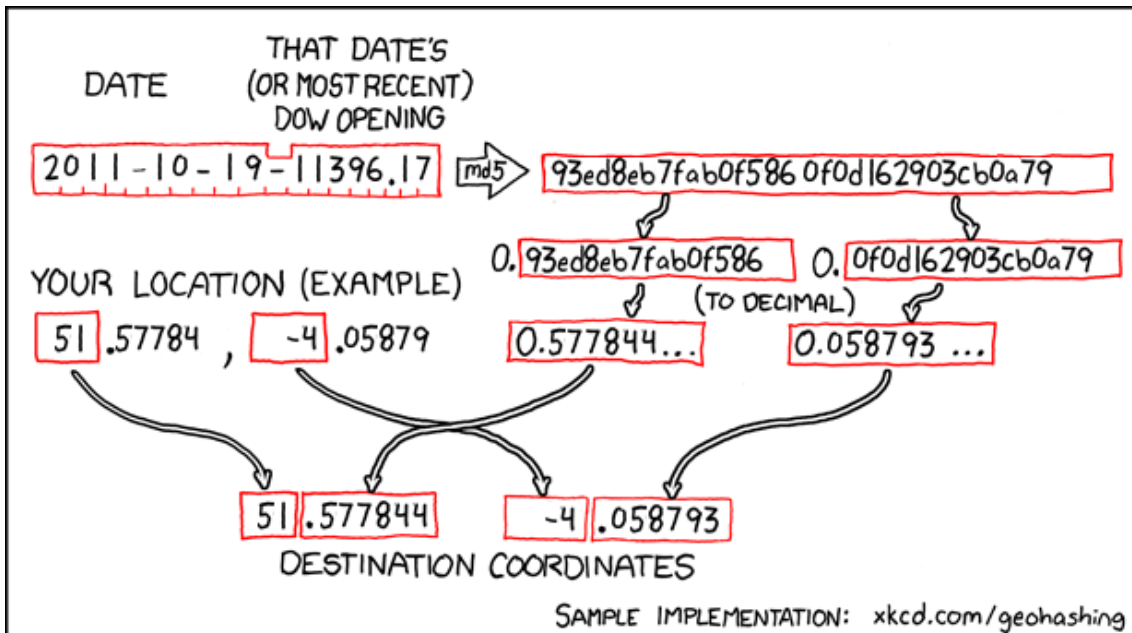 THAT DATE'S
DATE (OR MOST RECENT)
DOW OPENING
2011-10-19-11396.17 md5 93ed8eb7fab0f5860f0d162903cb0a79
0.93ed8eb7fab0f586 0.0f0d162903cb0a79
YOUR LOCATION (EXAMPLE) (TO DECIMAL)
51.57784, -4.05879 0.577844... 0.058793...
51.577844 -4.058793
DESTINATION COORDINATES
SAMPLE IMPLEMENTATION: xkcd.com/geohashing